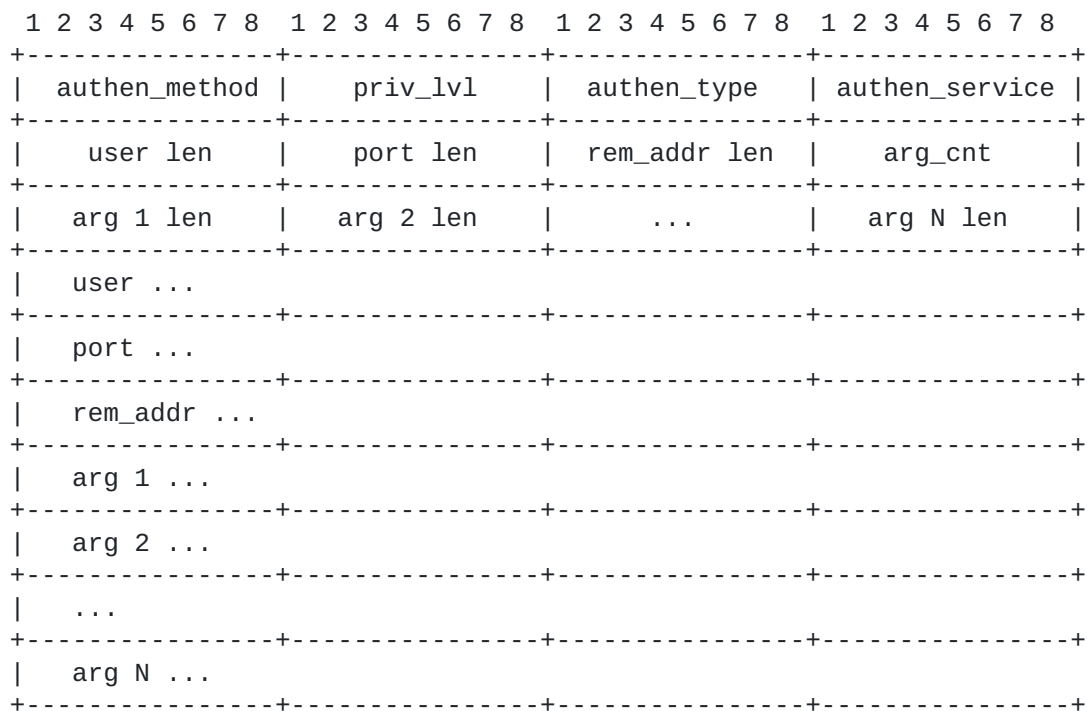 1 2 3 4 5 6 7 8  1 2 3 4 5 6 7 8  1 2 3 4 5 6 7 8  1 2 3 4 5 6 7 8
+----------------+----------------+----------------+----------------+
|  authen_method |    priv_lvl    |  authen_type   | authen_service |
+----------------+----------------+----------------+----------------+
|    user len    |    port len    |  rem_addr len  |    arg_cnt     |
+----------------+----------------+----------------+----------------+
|   arg 1 len    |   arg 2 len    |      ...       |   arg N len    |
+----------------+----------------+----------------+----------------+
|   user ...
+----------------+----------------+----------------+----------------+
|   port ...
+----------------+----------------+----------------+----------------+
|   rem_addr ...
+----------------+----------------+----------------+----------------+
|   arg 1 ...
+----------------+----------------+----------------+----------------+
|   arg 2 ...
+----------------+----------------+----------------+----------------+
|   ...
+----------------+----------------+----------------+----------------+
|   arg N ...
+----------------+----------------+----------------+----------------+